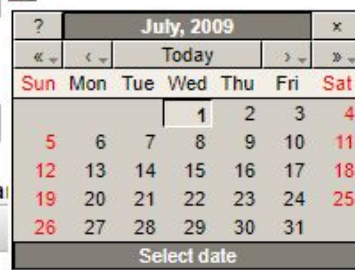 ? July, 2009 ×
« ‹ Today › »
Sun Mon Tue Wed Thu Fri Sat
1 2 3 4
5 6 7 8 9 10 11
12 13 14 15 16 17 18
19 20 21 22 23 24 25
26 27 28 29 30 31
Select date